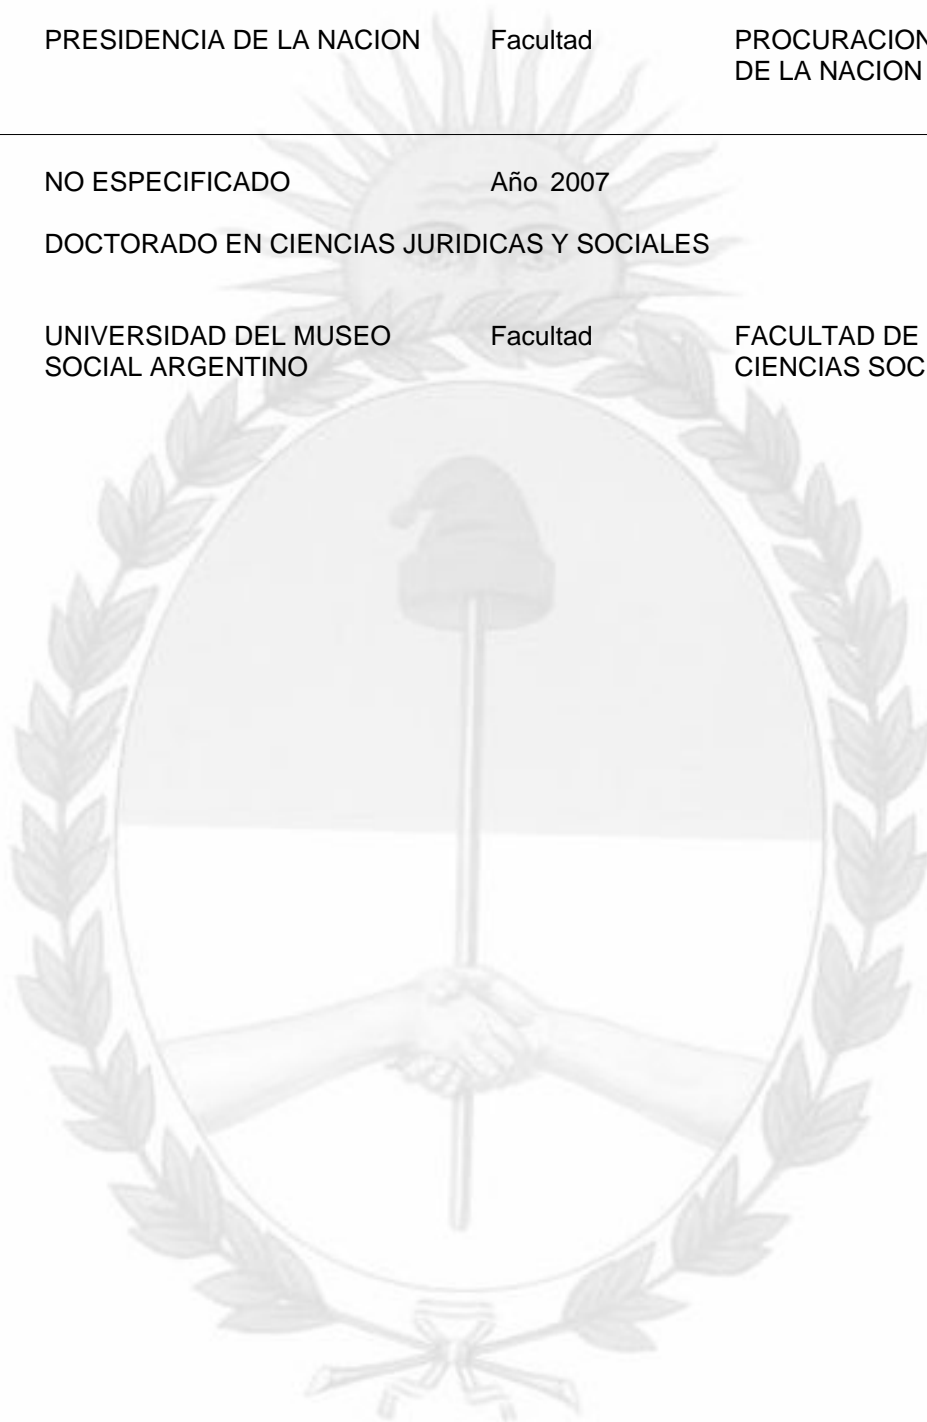 PRESIDENCIA DE LA NACION Facultad PROCURACION
DE LA NACION
NO ESPECIFICADO Año 2007
DOCTORADO EN CIENCIAS JURIDICAS Y SOCIALES
UNIVERSIDAD DEL MUSEO Facultad FACULTAD DE
SOCIAL ARGENTINO CIENCIAS SOC